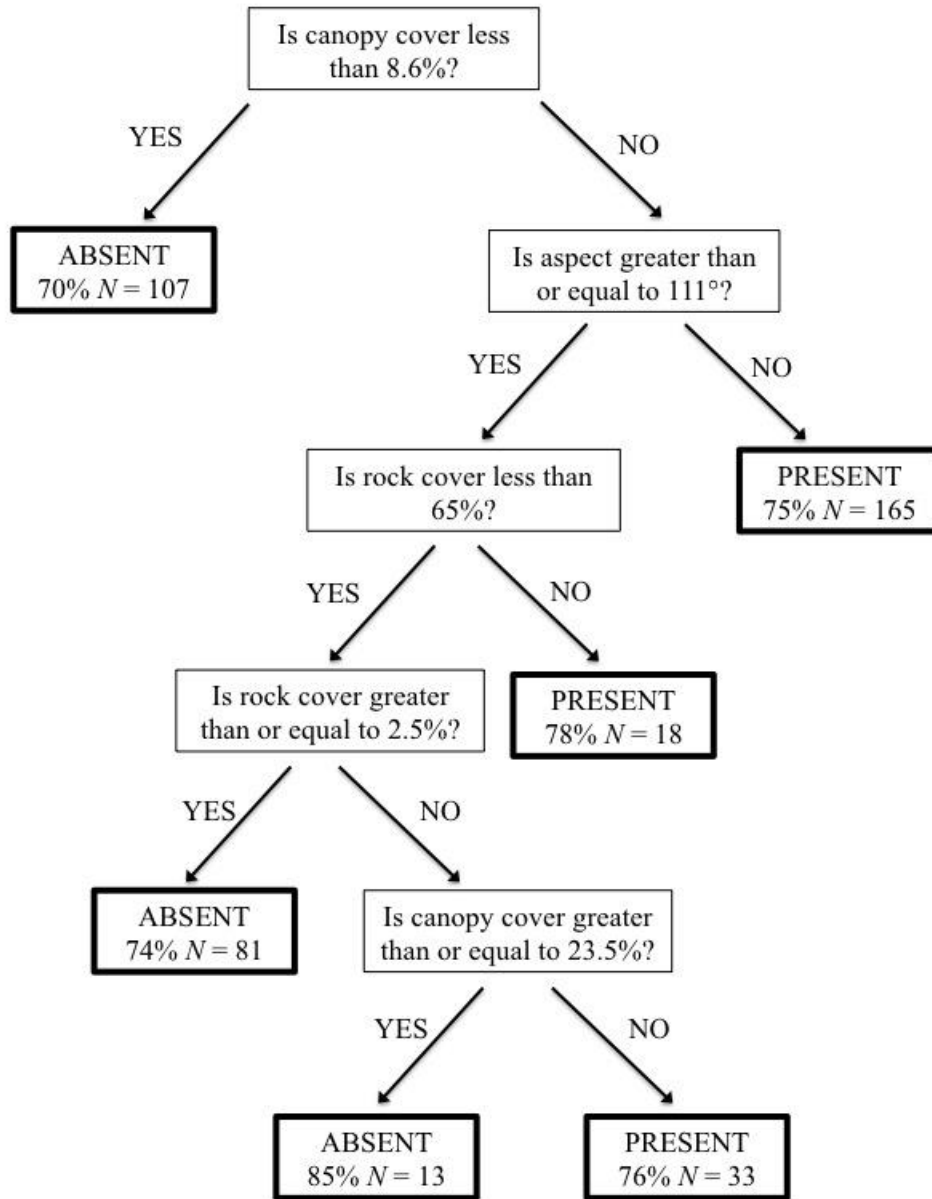 Is canopy cover less
than 8.6%?
YES
NO
ABSENT
70% N = 107
Is aspect greater than
or equal to 111°?
YES
NO
Is rock cover less than
65%?
PRESENT
75% N = 165
YES
NO
Is rock cover greater
than or equal to 2.5%?
PRESENT
78% N = 18
YES
NO
ABSENT
74% N = 81
Is canopy cover greater
than or equal to 23.5%?
YES
NO
ABSENT
85% N = 13
PRESENT
76% N = 33